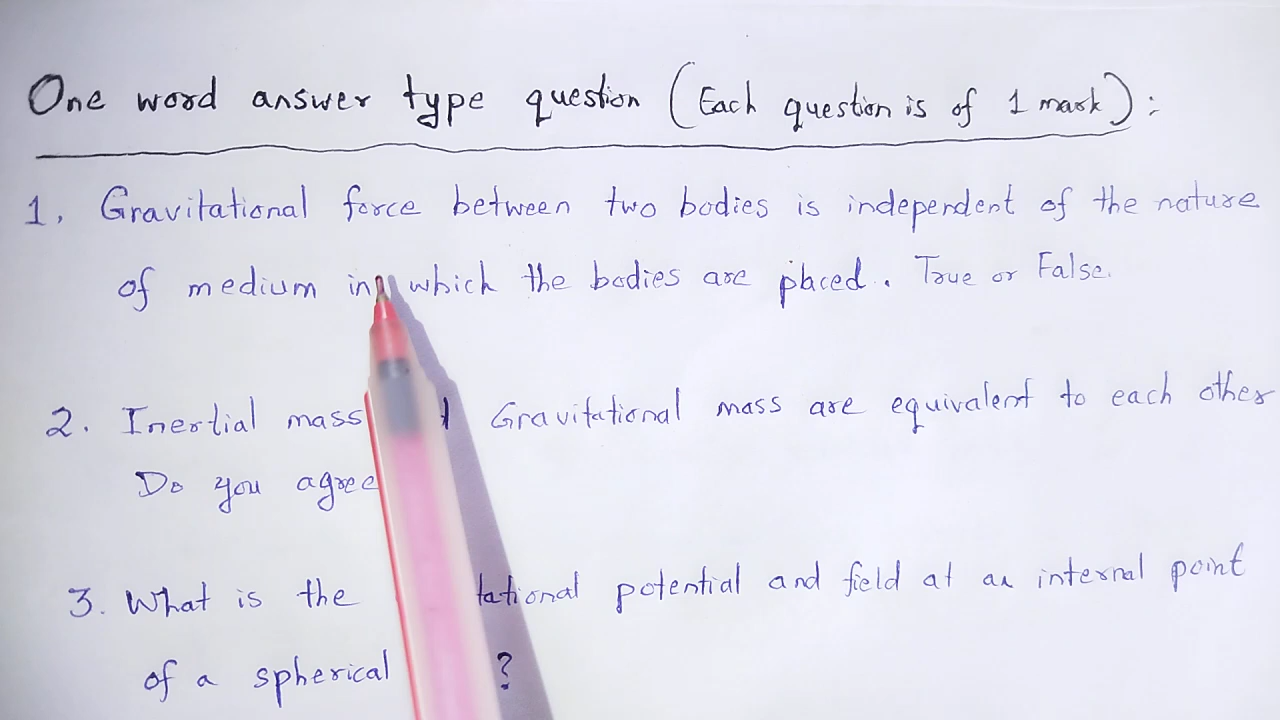 One word answer type question (Each question is of 1 mark) :
1. Gravitational force between two bodies is independent of the nature
of medium in which the bodies are placed. True or False.
2. Inertial mass Gravitational mass are equivalent to each other
Do you agree
3. What is the tational potential and field at an internal point
of a spherical ?